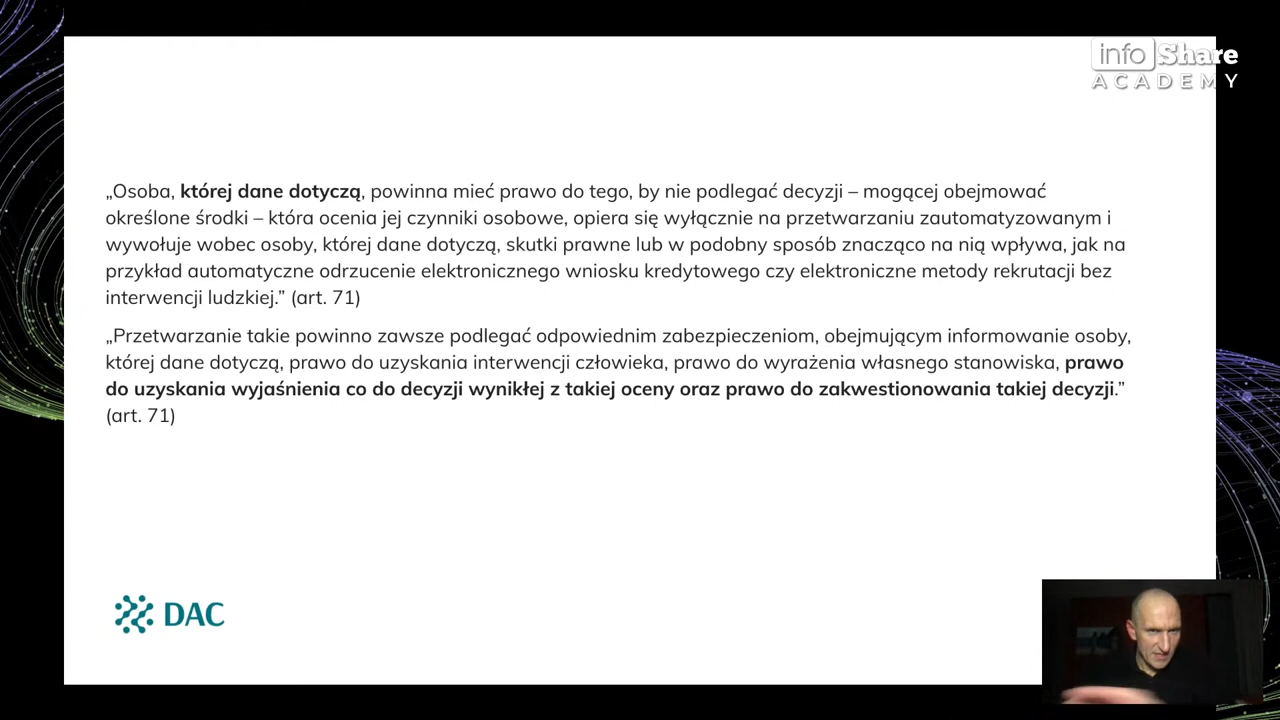 info Share
ACADEMY
„Osoba, której dane dotyczą, powinna mieć prawo do tego, by nie podlegać decyzji – mogącej obejmować
określone środki – która ocenia jej czynniki osobowe, opiera się wyłącznie na przetwarzaniu zautomatyzowanym i
wywołuje wobec osoby, której dane dotyczą, skutki prawne lub w podobny sposób znacząco na nią wpływa, jak na
przykład automatyczne odrzucenie elektronicznego wniosku kredytowego czy elektroniczne metody rekrutacji bez
interwencji ludzkiej.” (art. 71)
„Przetwarzanie takie powinno zawsze podlegać odpowiednim zabezpieczeniom, obejmującym informowanie osoby,
której dane dotyczą, prawo do uzyskania interwencji człowieka, prawo do wyrażenia własnego stanowiska, prawo
do uzyskania wyjaśnienia co do decyzji wynikłej z takiej oceny oraz prawo do zakwestionowania takiej decyzji.”
(art. 71)
DAC